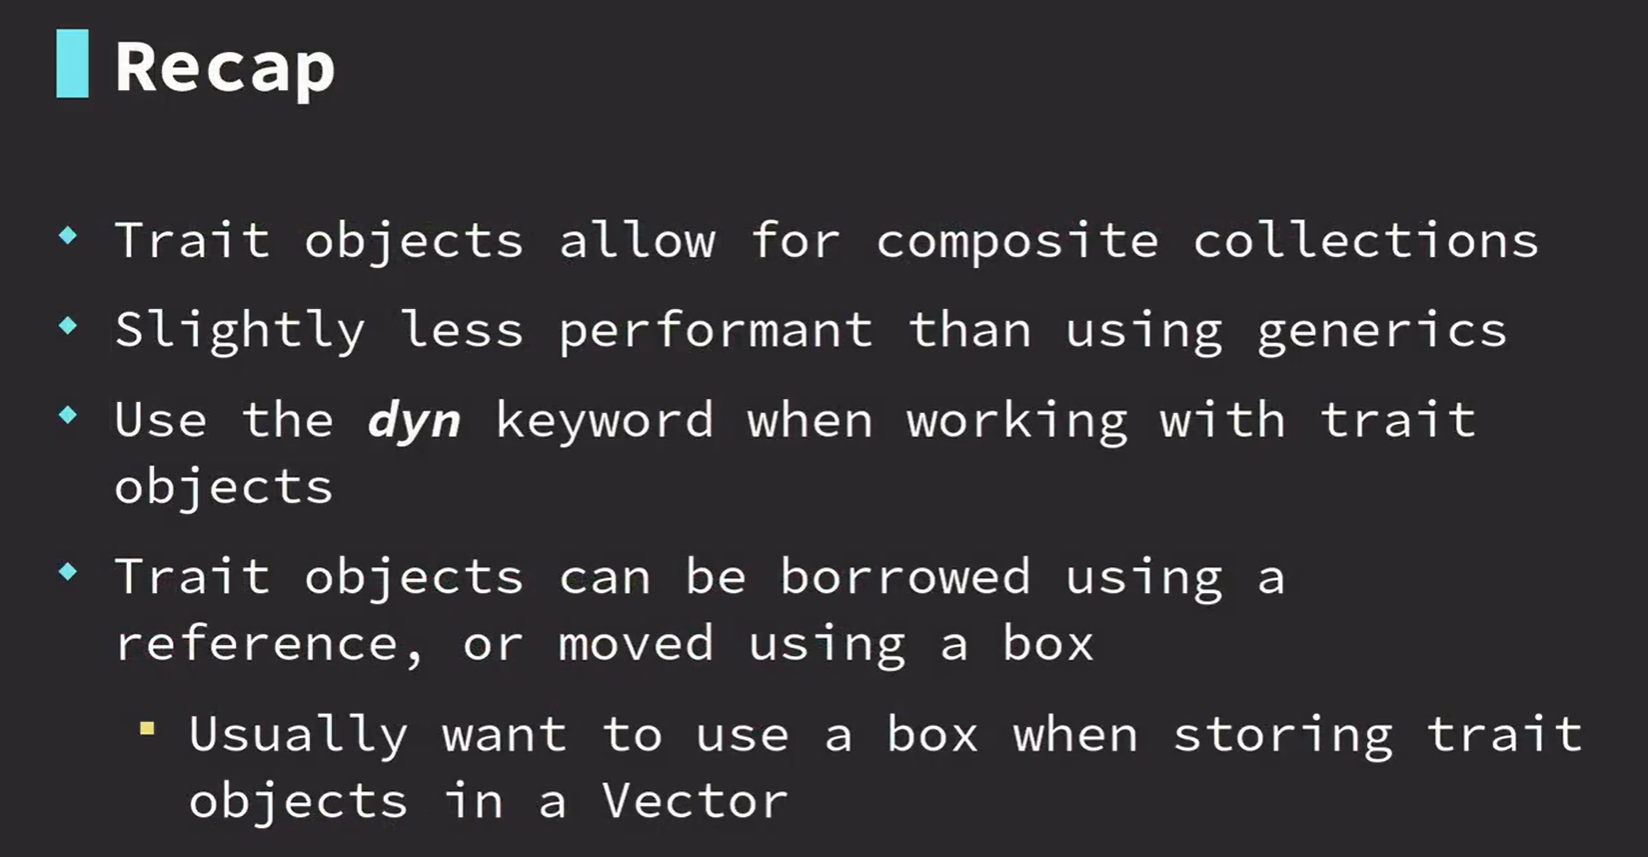 Recap
Trait objects allow for composite collections
Slightly less performant than using generics
Use the dyn keyword when working with trait
objects
Trait objects can be borrowed using a
reference, or moved using a box
Usually want to use a box when storing trait
objects in a Vector